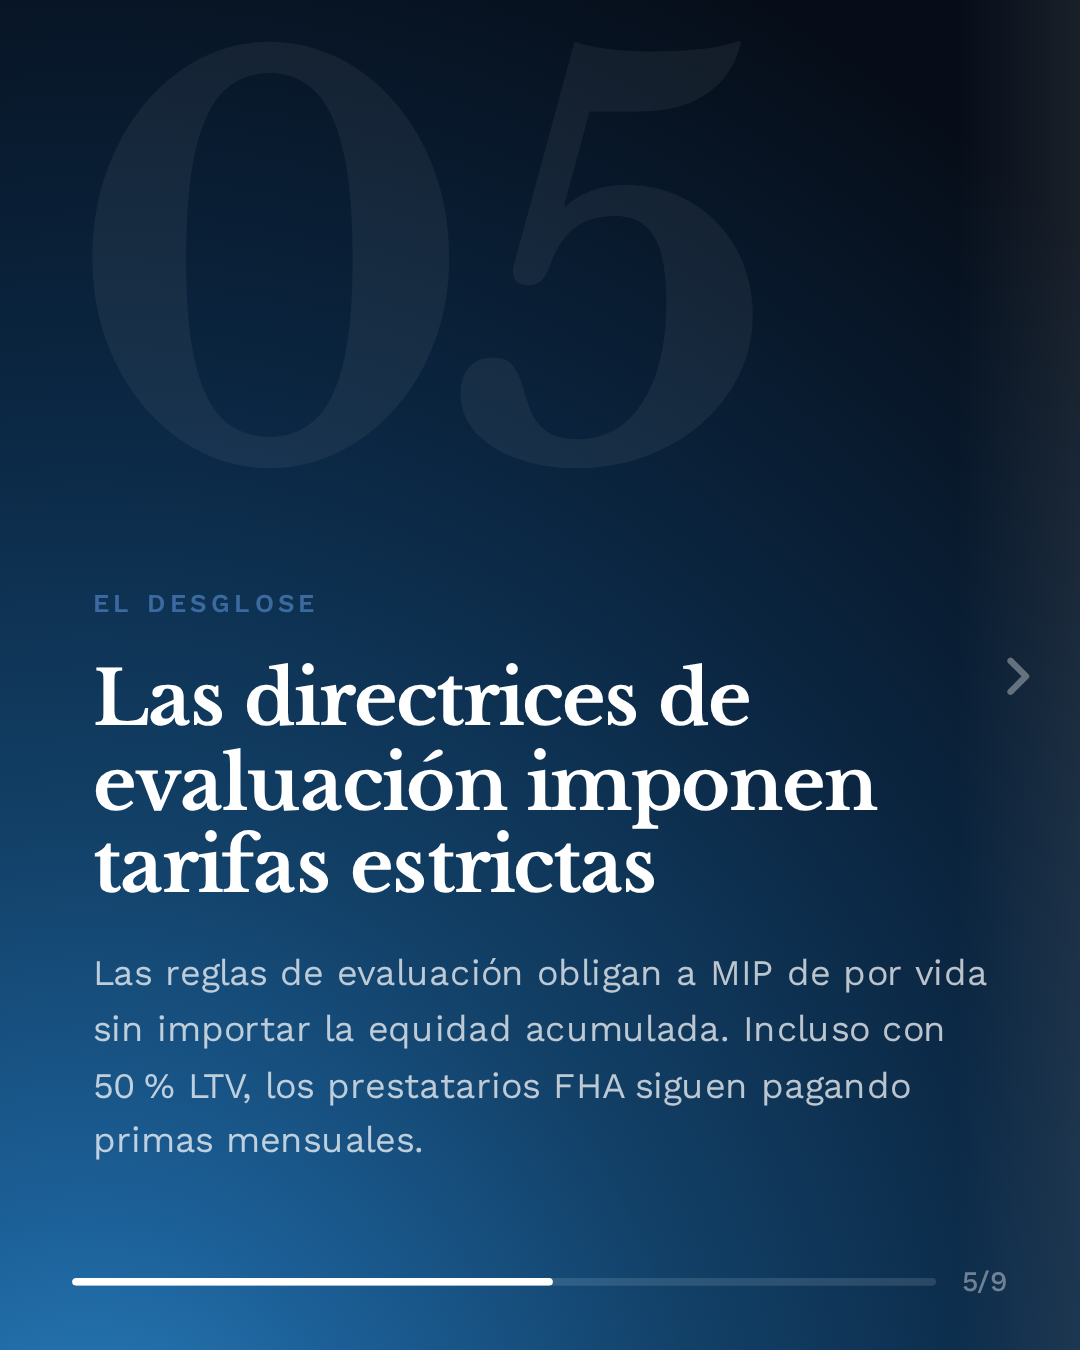 05
EL DESGLOSE
Las directrices de
evaluación imponen
tarifas estrictas
Las reglas de evaluación obligan a MIP de por vida
sin importar la equidad acumulada. Incluso con
50 % LTV, los prestatarios FHA siguen pagando
primas mensuales.
5/9